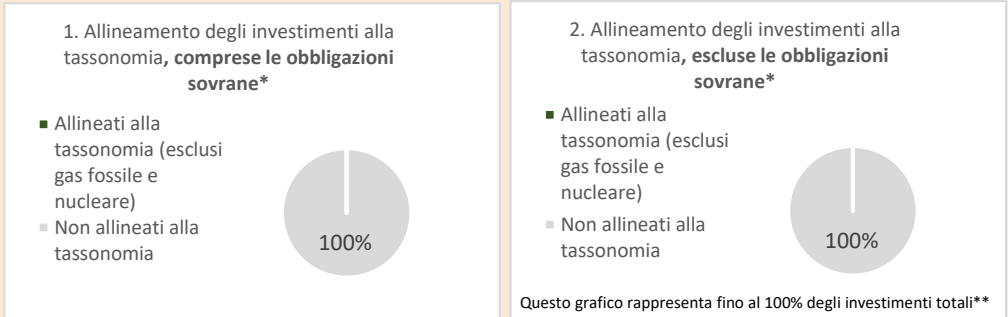 1. Allineamento degli investimenti alla
tassonomia, comprese le obbligazioni
sovrane*
Allineati alla
tassonomia (esclusi
gas fossile e
nucleare)
Non allineati alla
tassonomia
100%
2. Allineamento degli investimenti alla
tassonomia, escluse le obbligazioni
sovrane*
Allineati alla
tassonomia (esclusi
gas fossile e
nucleare)
Non allineati alla
tassonomia
100%
Questo grafico rappresenta fino al 100% degli investimenti totali**